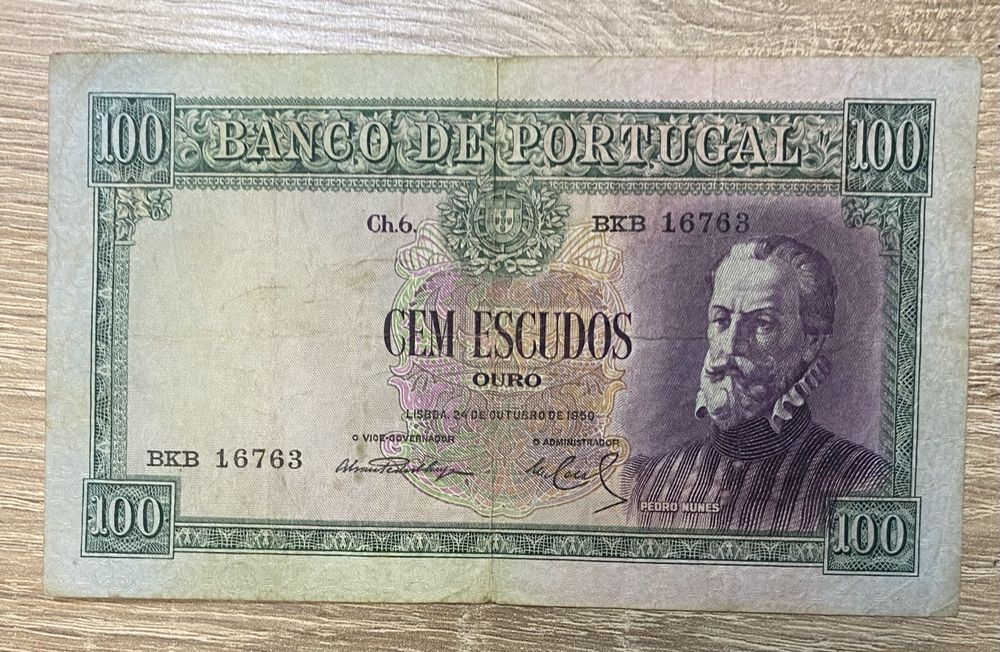 100 BANCO DE PORTUGAL 100
Ch.6. BKB 16763
CEM ESCUDOS
OURO
LISBOA, 24 DE OUTUBRO DE 1950
O VICE-GOVERNADOR O ADMINISTRADOR
BKB 16763
PEDRO NUNES
100 100